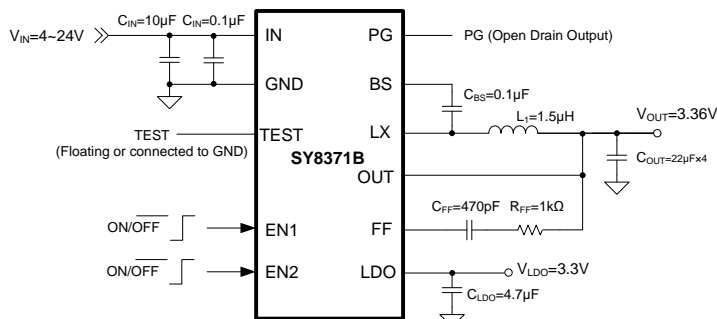 C_IN=10µF C_IN=0.1µF
V_IN=4~24V
IN
PG
PG (Open Drain Output)
GND
BS
C_BS=0.1µF
L_1=1.5µH
V_OUT=3.36V
TEST
(Floating or connected to GND)
TEST
LX
SY8371B
C_OUT=22µF×4
OUT
C_FF=470pF R_FF=1kΩ
ON/OFF
EN1
FF
ON/OFF
EN2
LDO
V_LDO=3.3V
C_LDO=4.7µF